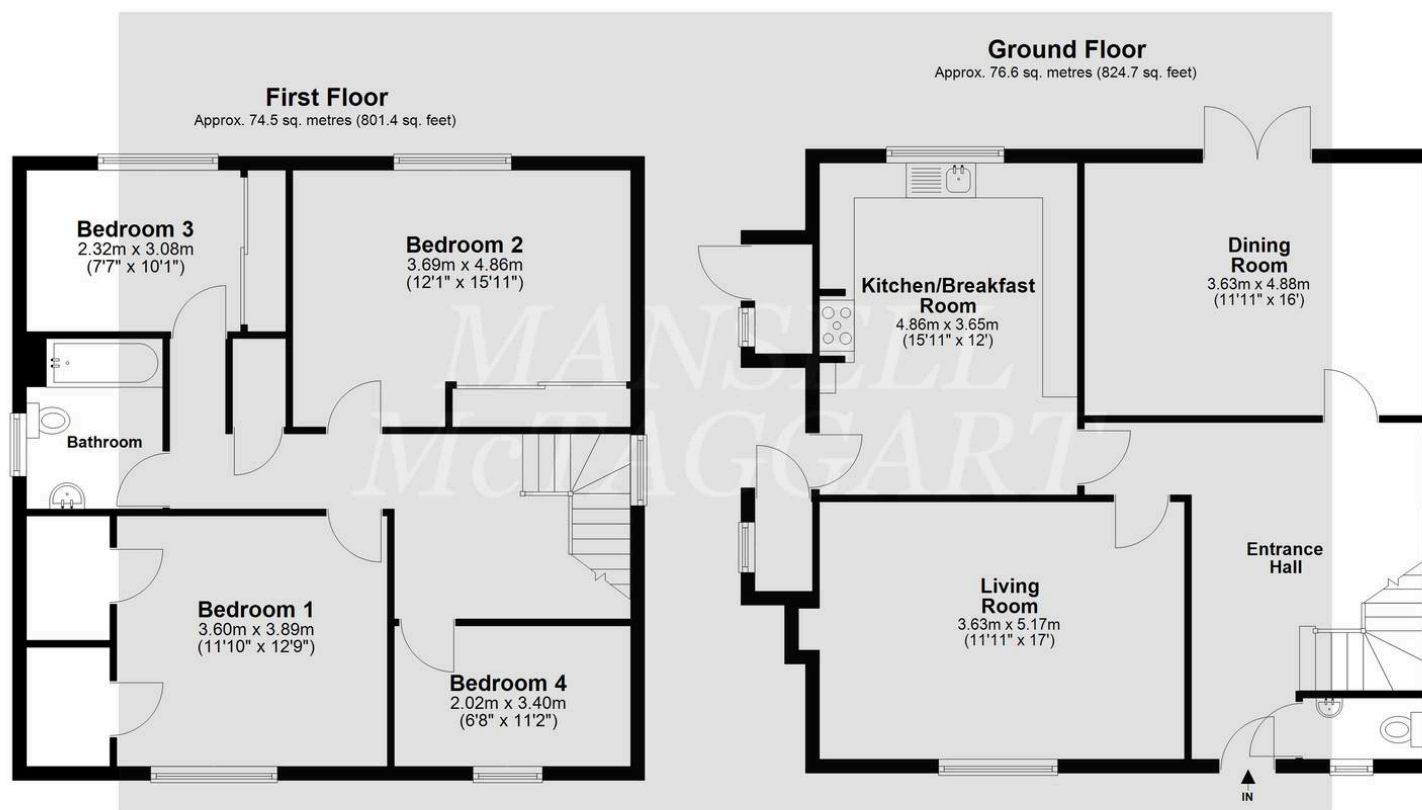 First Floor
Approx. 74.5 sq. metres (801.4 sq. feet)
Bedroom 3
2.32m x 3.08m
(7'7" x 10'1")
Bedroom 2
3.69m x 4.86m
(12'1" x 15'11")
Bathroom
Bedroom 1
3.60m x 3.89m
(11'10" x 12'9")
Bedroom 4
2.02m x 3.40m
(6'8" x 11'2")
Ground Floor
Approx. 76.6 sq. metres (824.7 sq. feet)
Kitchen/Breakfast
Room
4.86m x 3.65m
(15'11" x 12')
Dining
Room
3.63m x 4.88m
(11'11" x 16')
Living
Room
3.63m x 5.17m
(11'11" x 17')
Entrance
Hall
IN
MANSELL
McTAGGART